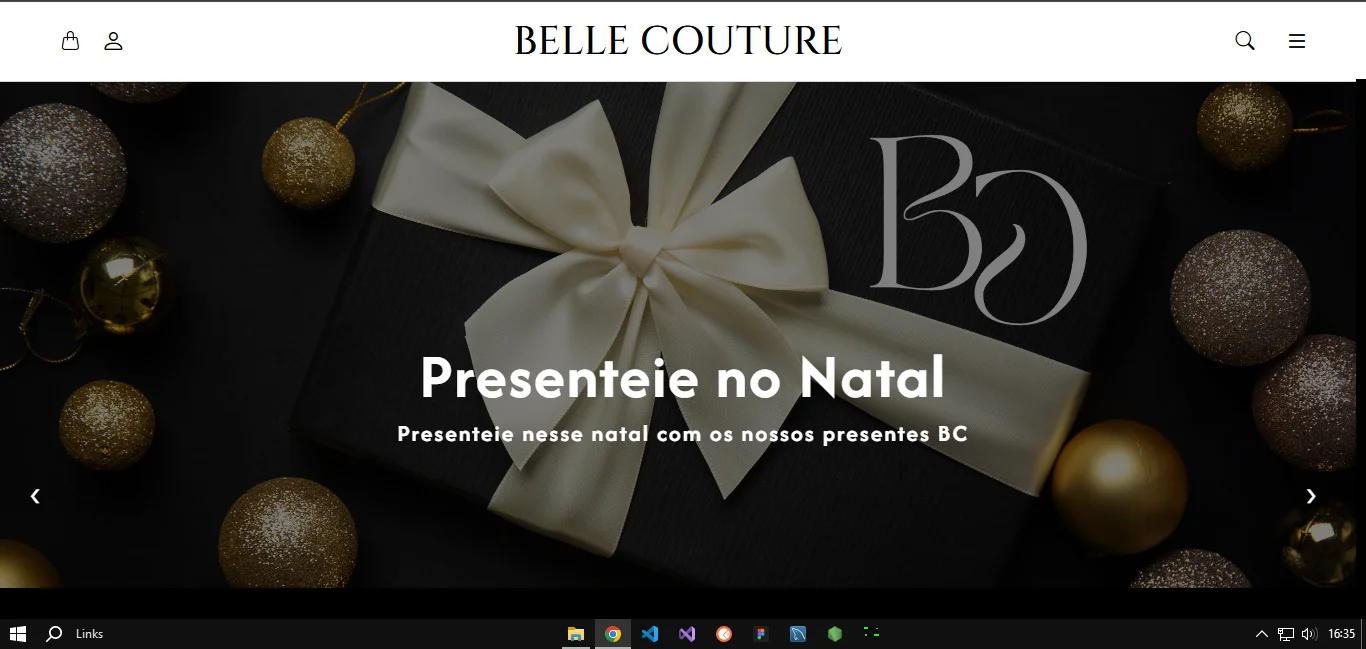 BELLE COUTURE
BC
Presenteie no Natal
Presenteie nesse natal com os nossos presentes BC
❮
❯
Links
16:35